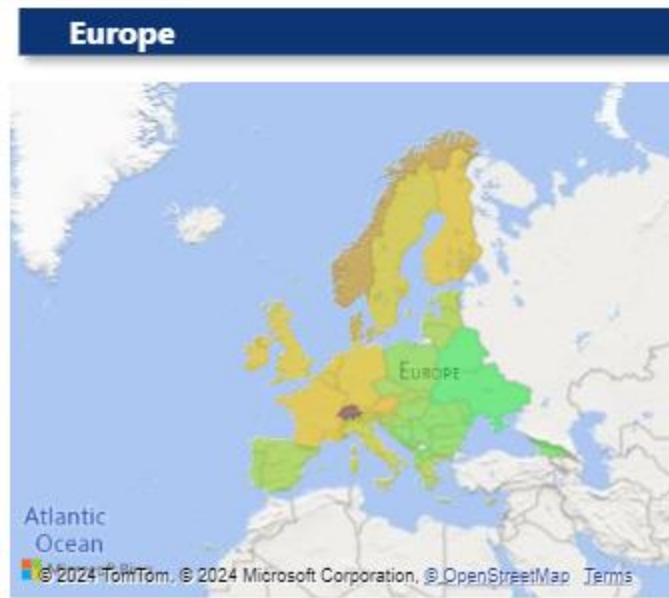 Europe
EUROPE
Atlantic
Ocean
© 2024 TomTom, © 2024 Microsoft Corporation, © OpenStreetMap Terms